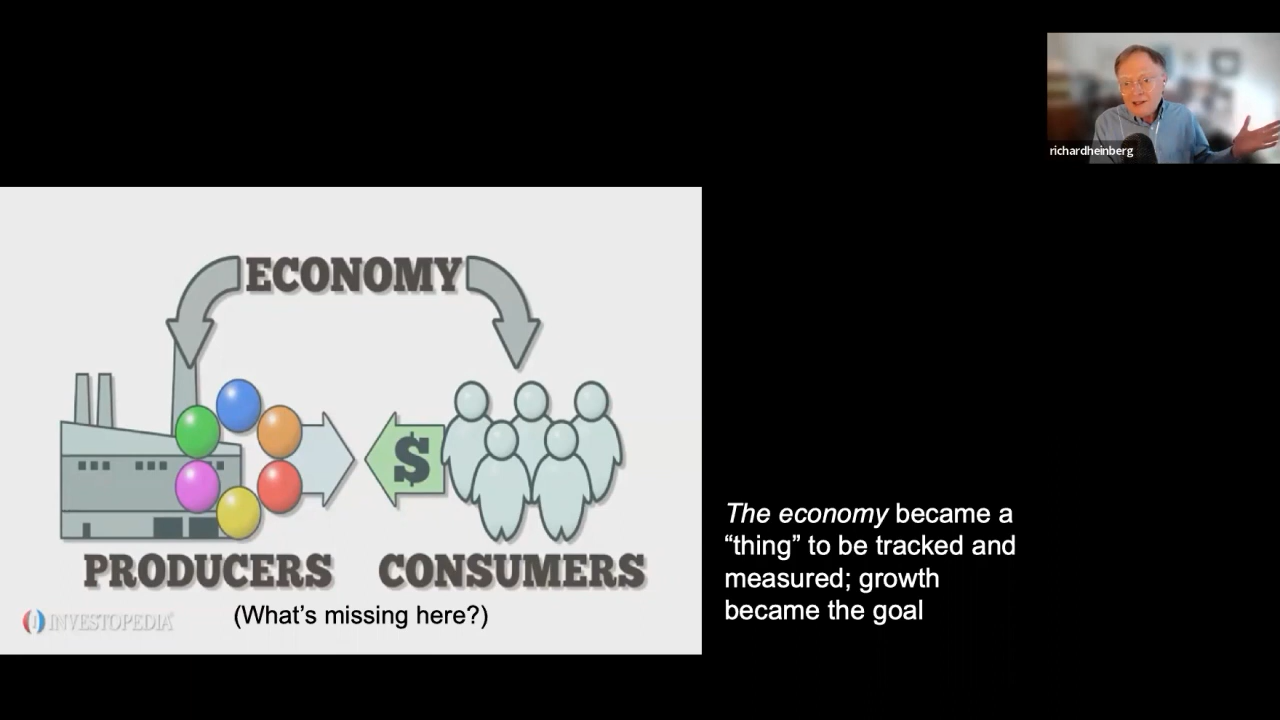 richardheinberg
ECONOMY
$
PRODUCERS
CONSUMERS
(What’s missing here?)
INVESTOPEDIA
The economy became a
“thing” to be tracked and
measured; growth
became the goal